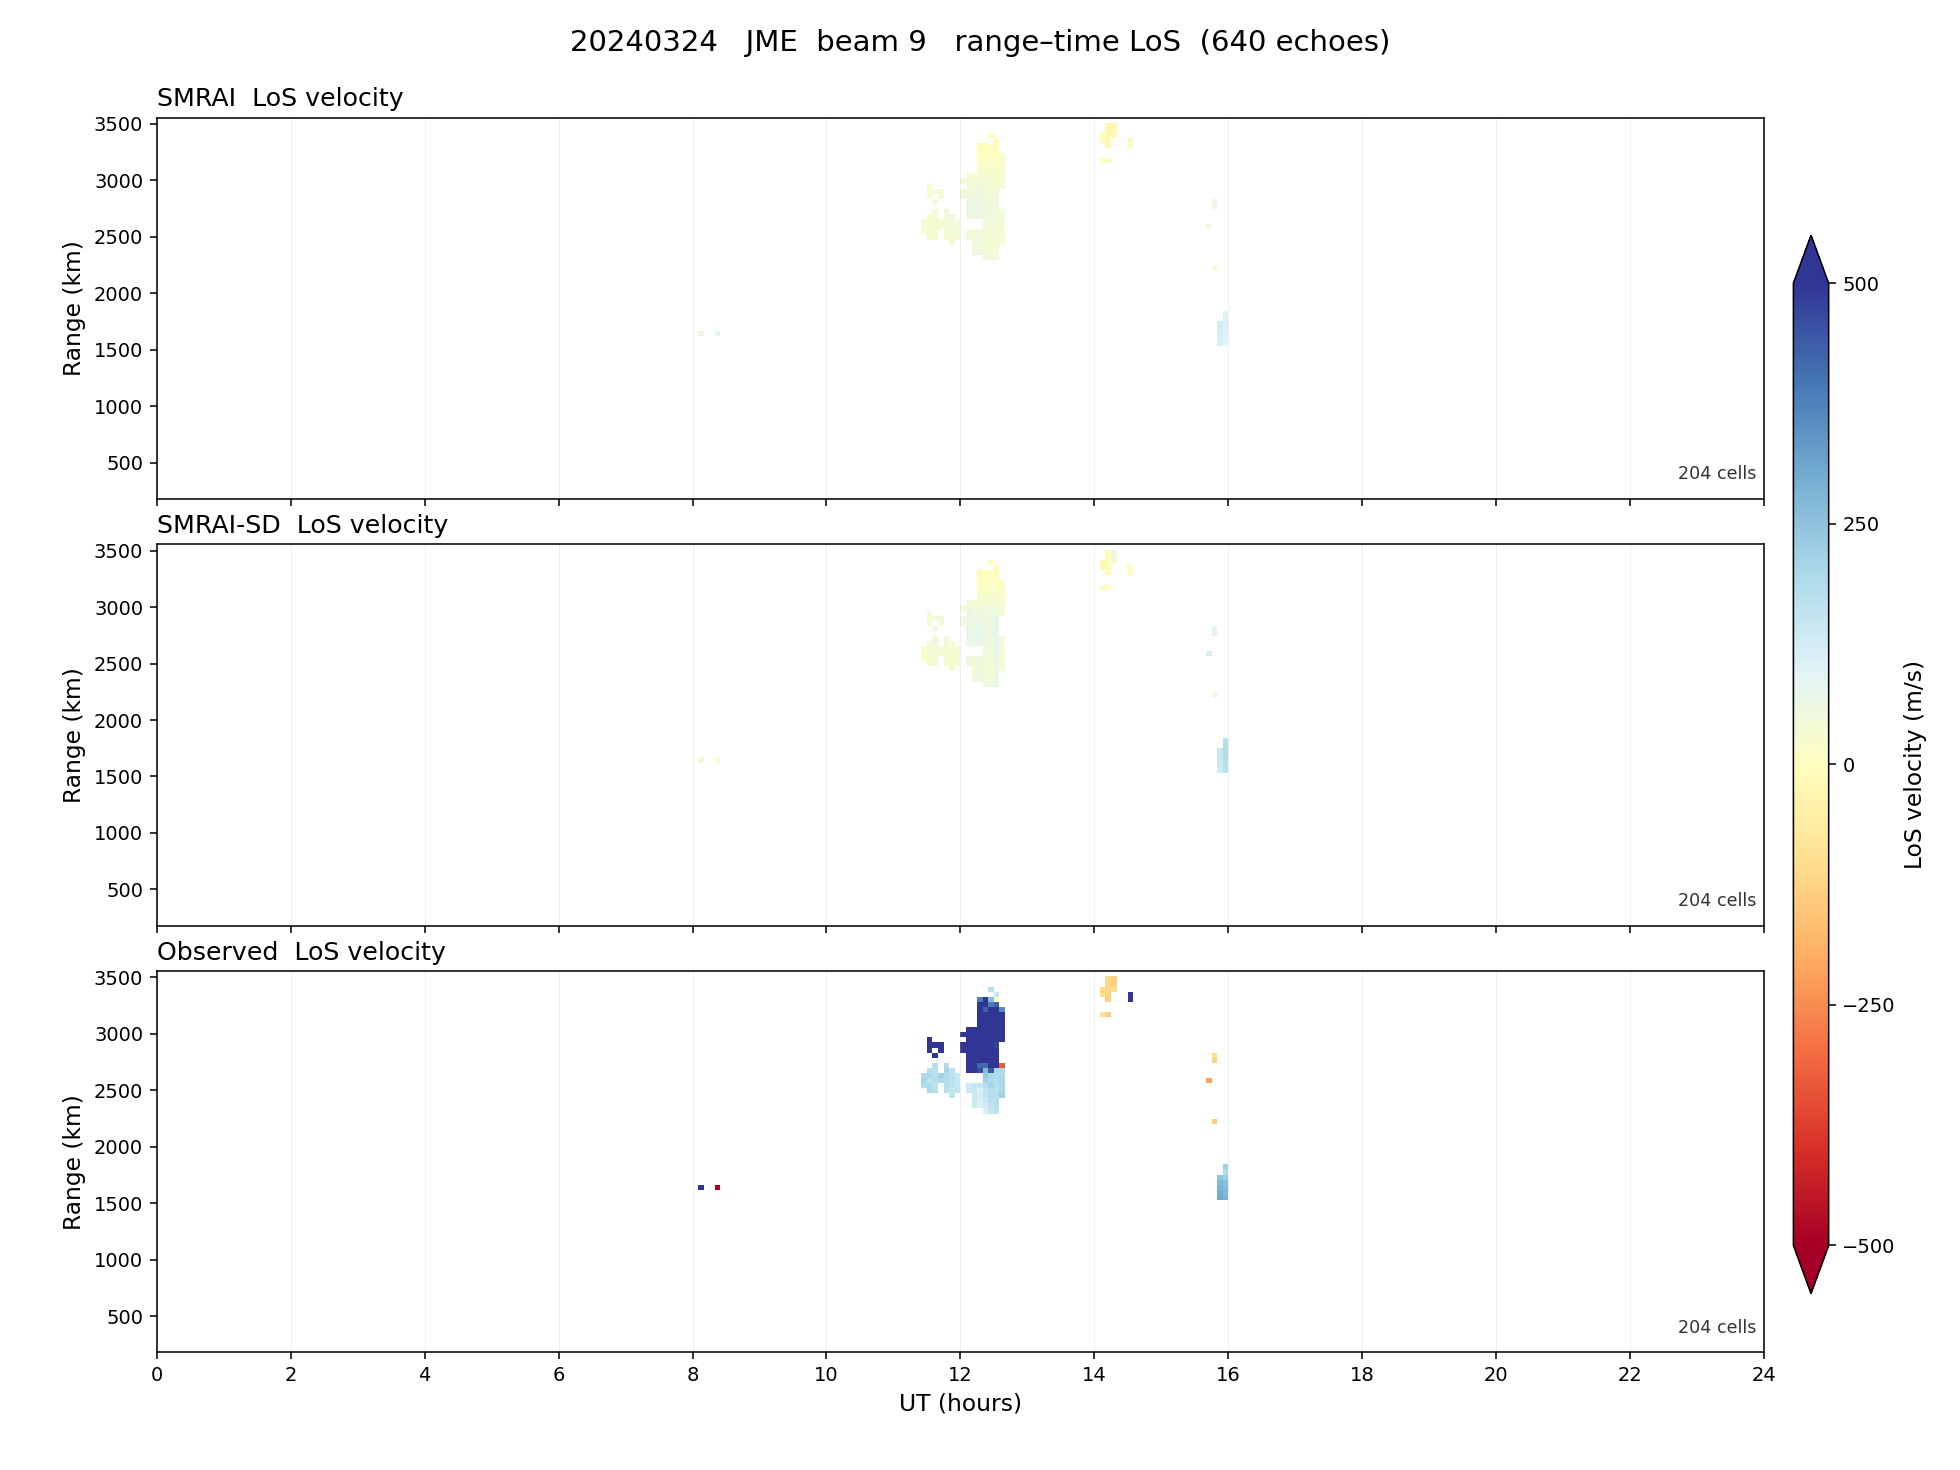 20240324   JME  beam 9   range–time LoS  (640 echoes)
SMRAI  LoS velocity
3500
3000
2500
2000
1500
1000
500
Range (km)
204 cells
SMRAI-SD  LoS velocity
3500
3000
2500
2000
1500
1000
500
Range (km)
204 cells
Observed  LoS velocity
3500
3000
2500
2000
1500
1000
500
Range (km)
204 cells
0 2 4 6 8 10 12 14 16 18 20 22 24
UT (hours)
500
250
0
−250
−500
LoS velocity (m/s)